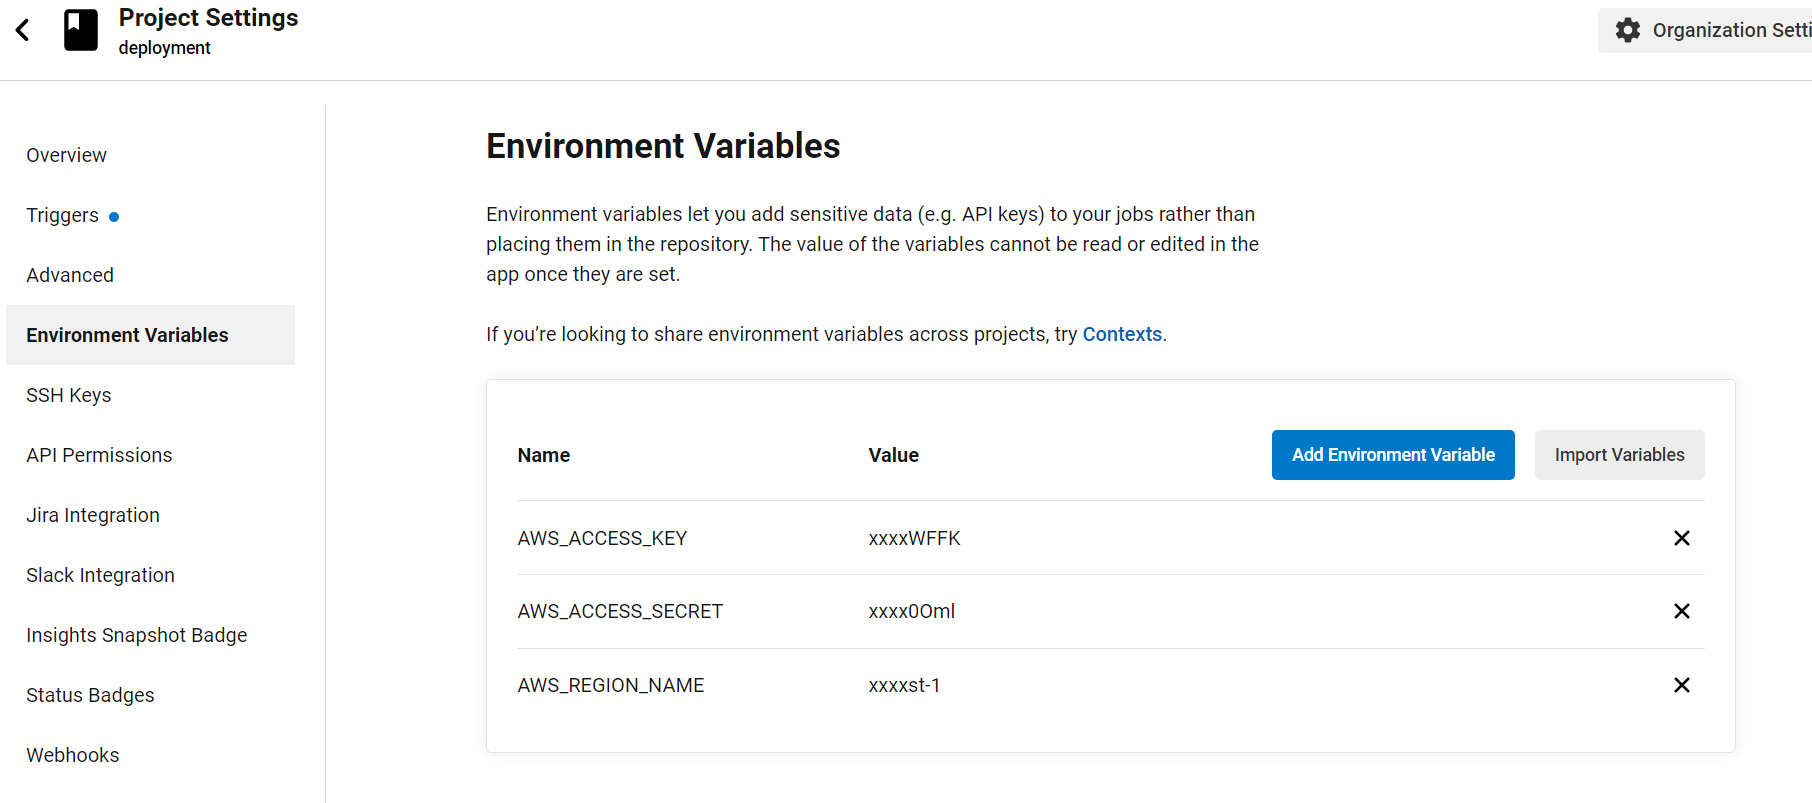 Project Settings
deployment
Organization Setti
Overview
Triggers
Advanced
Environment Variables
SSH Keys
API Permissions
Jira Integration
Slack Integration
Insights Snapshot Badge
Status Badges
Webhooks
Environment Variables
Environment variables let you add sensitive data (e.g. API keys) to your jobs rather than
placing them in the repository. The value of the variables cannot be read or edited in the
app once they are set.
If you’re looking to share environment variables across projects, try Contexts.
Name Value Add Environment Variable Import Variables
AWS_ACCESS_KEY xxxxWFFK
AWS_ACCESS_SECRET xxxx0Oml
AWS_REGION_NAME xxxxst-1